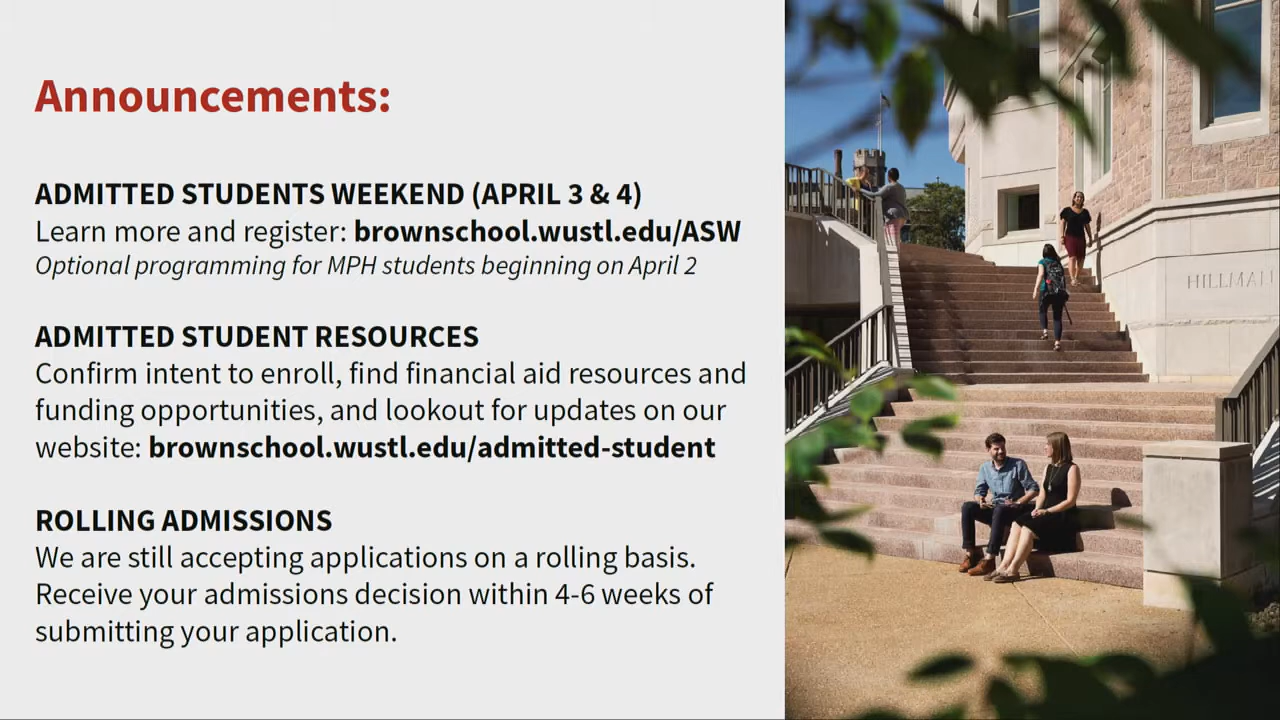 Announcements:
ADMITTED STUDENTS WEEKEND (APRIL 3 & 4)
Learn more and register: brownschool.wustl.edu/ASW
Optional programming for MPH students beginning on April 2
ADMITTED STUDENT RESOURCES
Confirm intent to enroll, find financial aid resources and
funding opportunities, and lookout for updates on our
website: brownschool.wustl.edu/admitted-student
ROLLING ADMISSIONS
We are still accepting applications on a rolling basis.
Receive your admissions decision within 4-6 weeks of
submitting your application.
HILLMAN